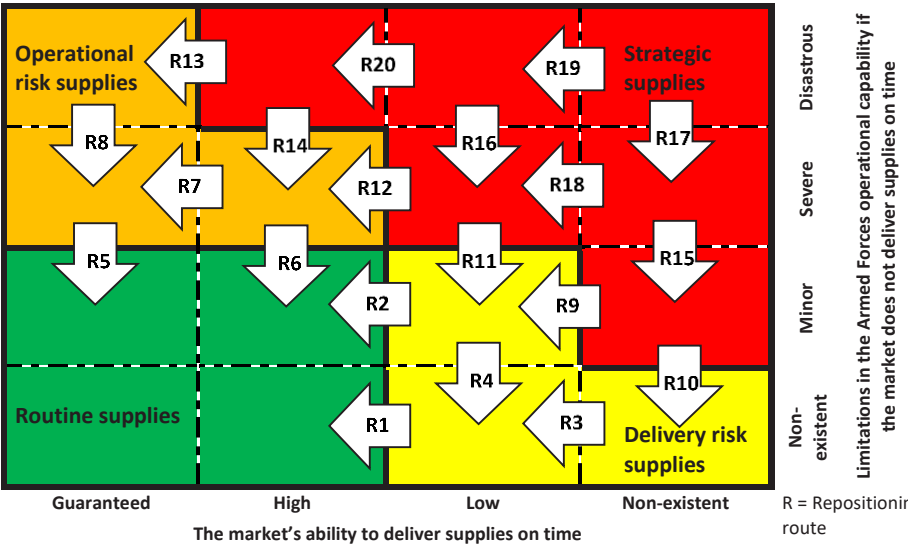 Operational
risk supplies
R13
R20
R19
Strategic
supplies
Disastrous
R8
R14
R16
R17
R7
R12
R18
Severe
R5
R6
R11
R15
R2
R9
Minor
R4
R10
Routine supplies
R1
R3
Delivery risk
supplies
Non-
existent
Limitations in the Armed Forces operational capability if
the market does not deliver supplies on time
Guaranteed
High
Low
Non-existent
The market’s ability to deliver supplies on time
R = Repositionin
route